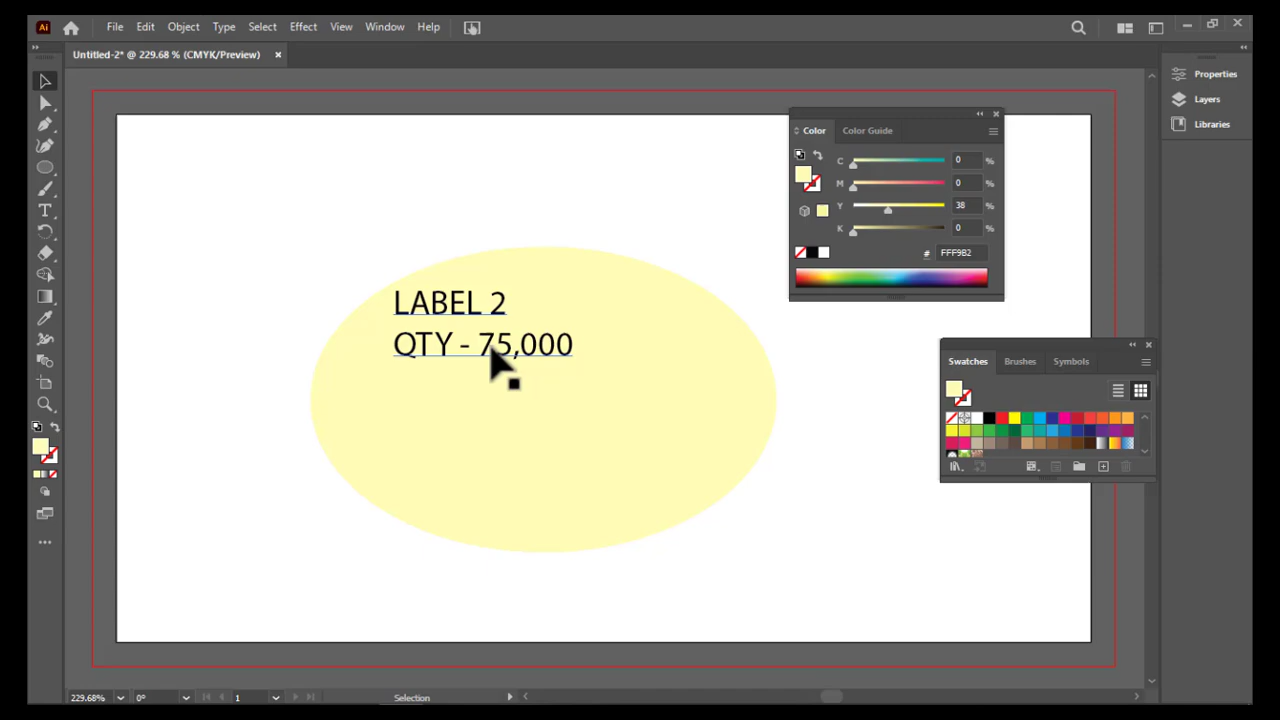 Ai File Edit Object Type Select Effect View Window Help
Untitled-2* @ 229.68 % (CMYK/Preview)
LABEL 2
QTY - 75,000
Color Color Guide
C 0 %
M 0 %
Y 38 %
K 0 %
# FFF9B2
Swatches Brushes Symbols
Properties
Layers
Libraries
229.68% 0° 1 Selection